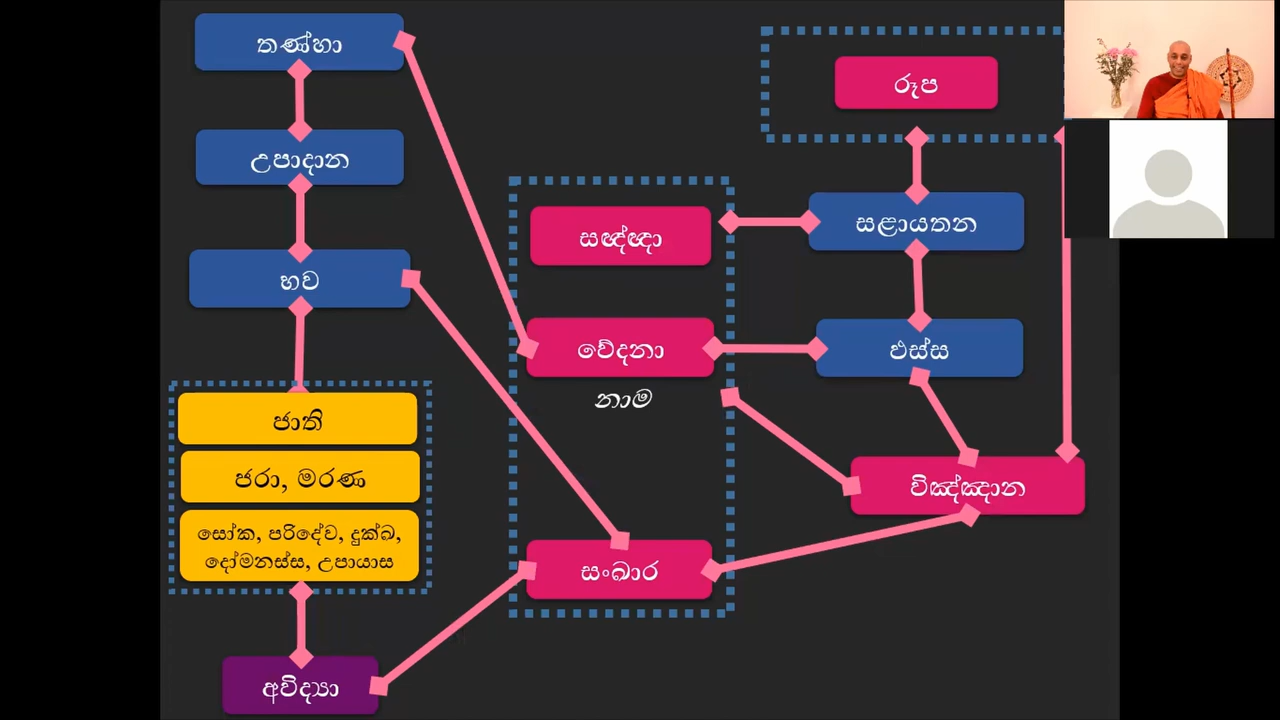 තණ්හා
උපාදාන
භව
ජාති
ජරා, මරණ
සෝක, පරිදේව, දුක්ඛ,
දෝමනස්ස, උපායාස
අවිද්‍යා
සඤ්ඤා
වේදනා
නාම
සංඛාර
රූප
සළායතන
ඵස්ස
විඤ්ඤාන